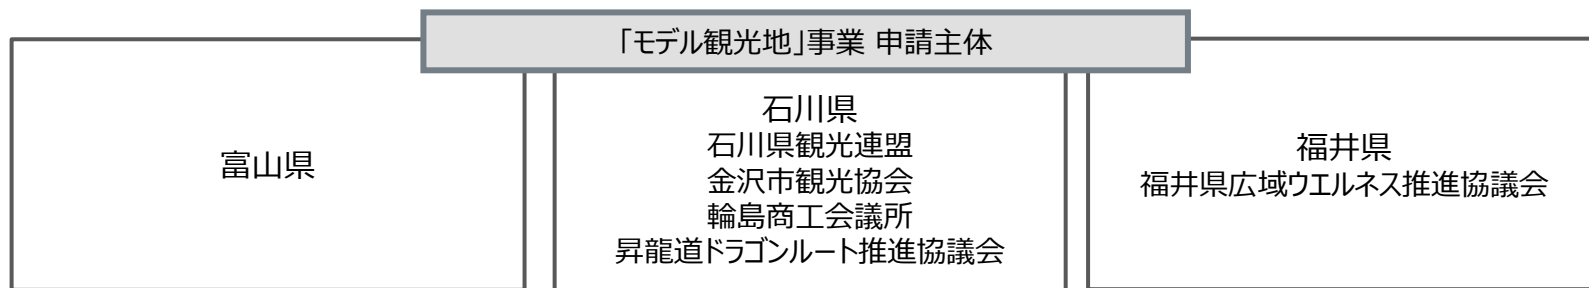 「モデル観光地」事業 申請主体
富山県
石川県
石川県観光連盟
金沢市観光協会
輪島商工会議所
昇龍道ドラゴンルート推進協議会
福井県
福井県広域ウエルネス推進協議会